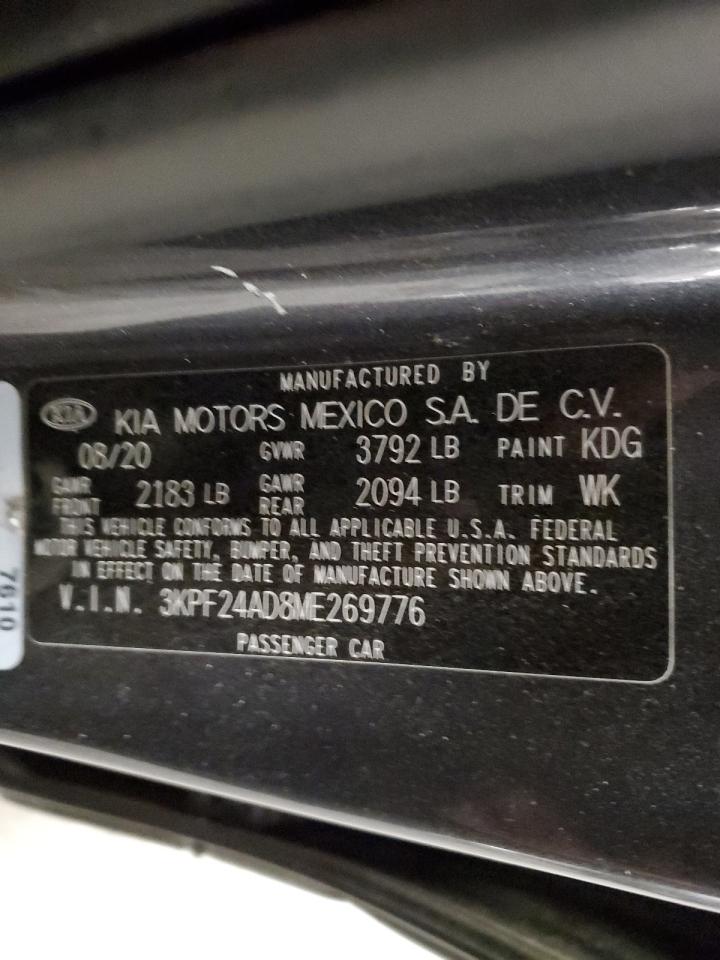 MANUFACTURED BY
KIA KIA MOTORS MEXICO S.A. DE C.V.
08/20 GVWR 3792 LB PAINT KDG
GAWR FRONT 2183 LB GAWR REAR 2094 LB TRIM WK
THIS VEHICLE CONFORMS TO ALL APPLICABLE U.S.A. FEDERAL
MOTOR VEHICLE SAFETY, BUMPER, AND THEFT PREVENTION STANDARDS
IN EFFECT ON THE DATE OF MANUFACTURE SHOWN ABOVE.
V.I.N. 3KPF24AD8ME269776
PASSENGER CAR
7610